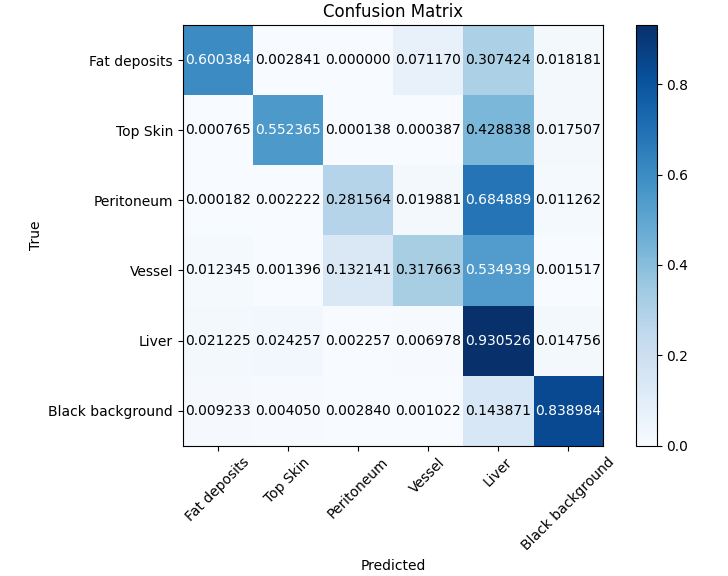 Confusion Matrix
Fat deposits 0.600384 0.002841 0.000000 0.071170 0.307424 0.018181
Top Skin 0.000765 0.552365 0.000138 0.000387 0.428838 0.017507
Peritoneum 0.000182 0.002222 0.281564 0.019881 0.684889 0.011262
Vessel 0.012345 0.001396 0.132141 0.317663 0.534939 0.001517
Liver 0.021225 0.024257 0.002257 0.006978 0.930526 0.014756
Black background 0.009233 0.004050 0.002840 0.001022 0.143871 0.838984
True
Fat deposits Top Skin Peritoneum Vessel Liver Black background
Predicted
0.8
0.6
0.4
0.2
0.0